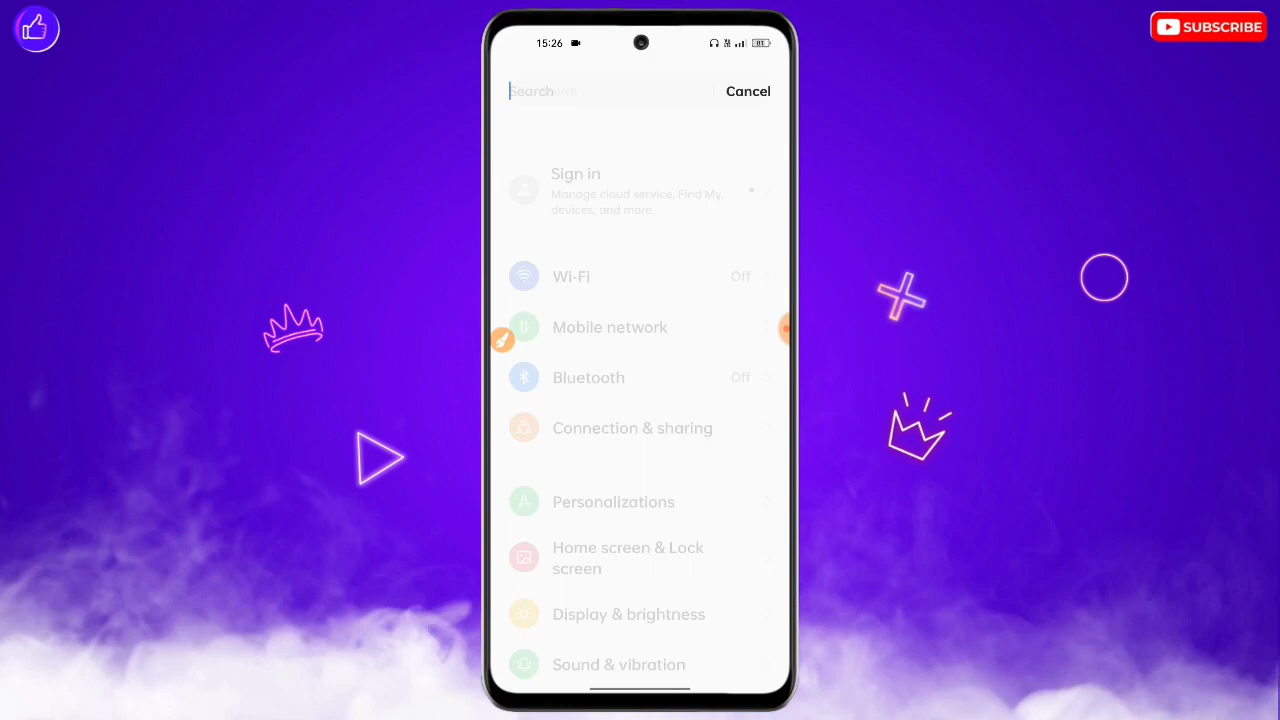 SUBSCRIBE
15:26
81
Search
Cancel
Sign in
Manage cloud service, Find My,
devices, and more.
Wi-Fi
Off
Mobile network
Bluetooth
Off
Connection & sharing
Personalizations
Home screen & Lock
screen
Display & brightness
Sound & vibration